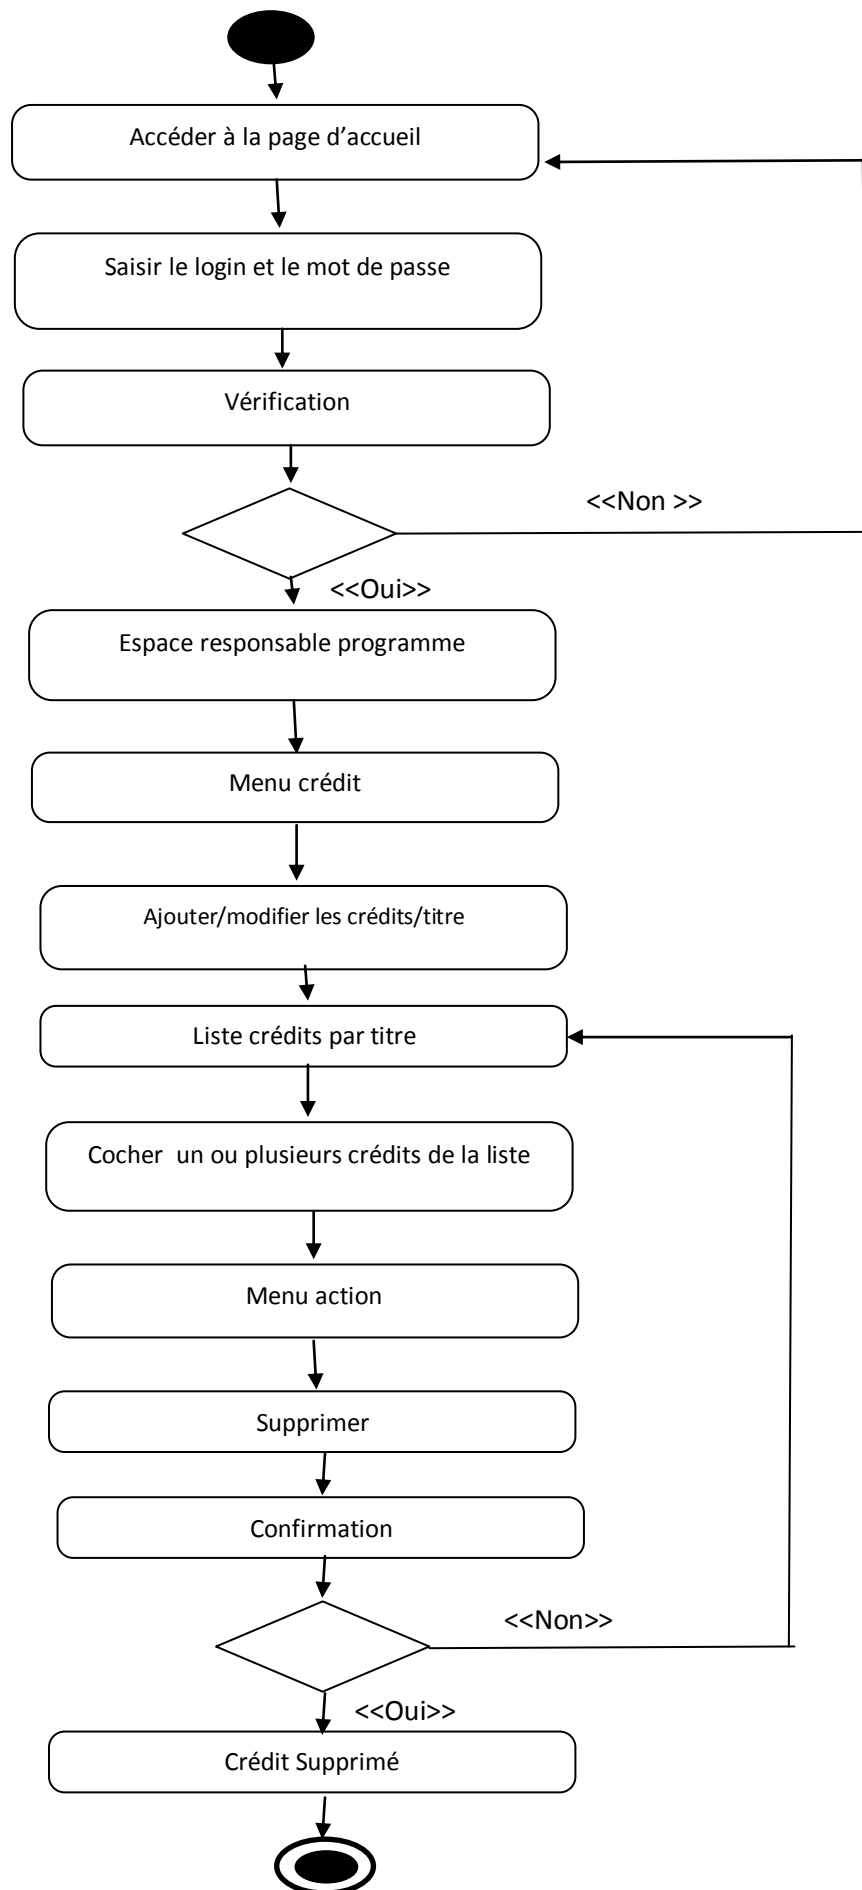 Accéder à la page d’accueil
Saisir le login et le mot de passe
Vérification
<<Non >>
<<Oui>>
Espace responsable programme
Menu crédit
Ajouter/modifier les crédits/titre
Liste crédits par titre
Cocher  un ou plusieurs crédits de la liste
Menu action
Supprimer
Confirmation
<<Non>>
<<Oui>>
Crédit Supprimé